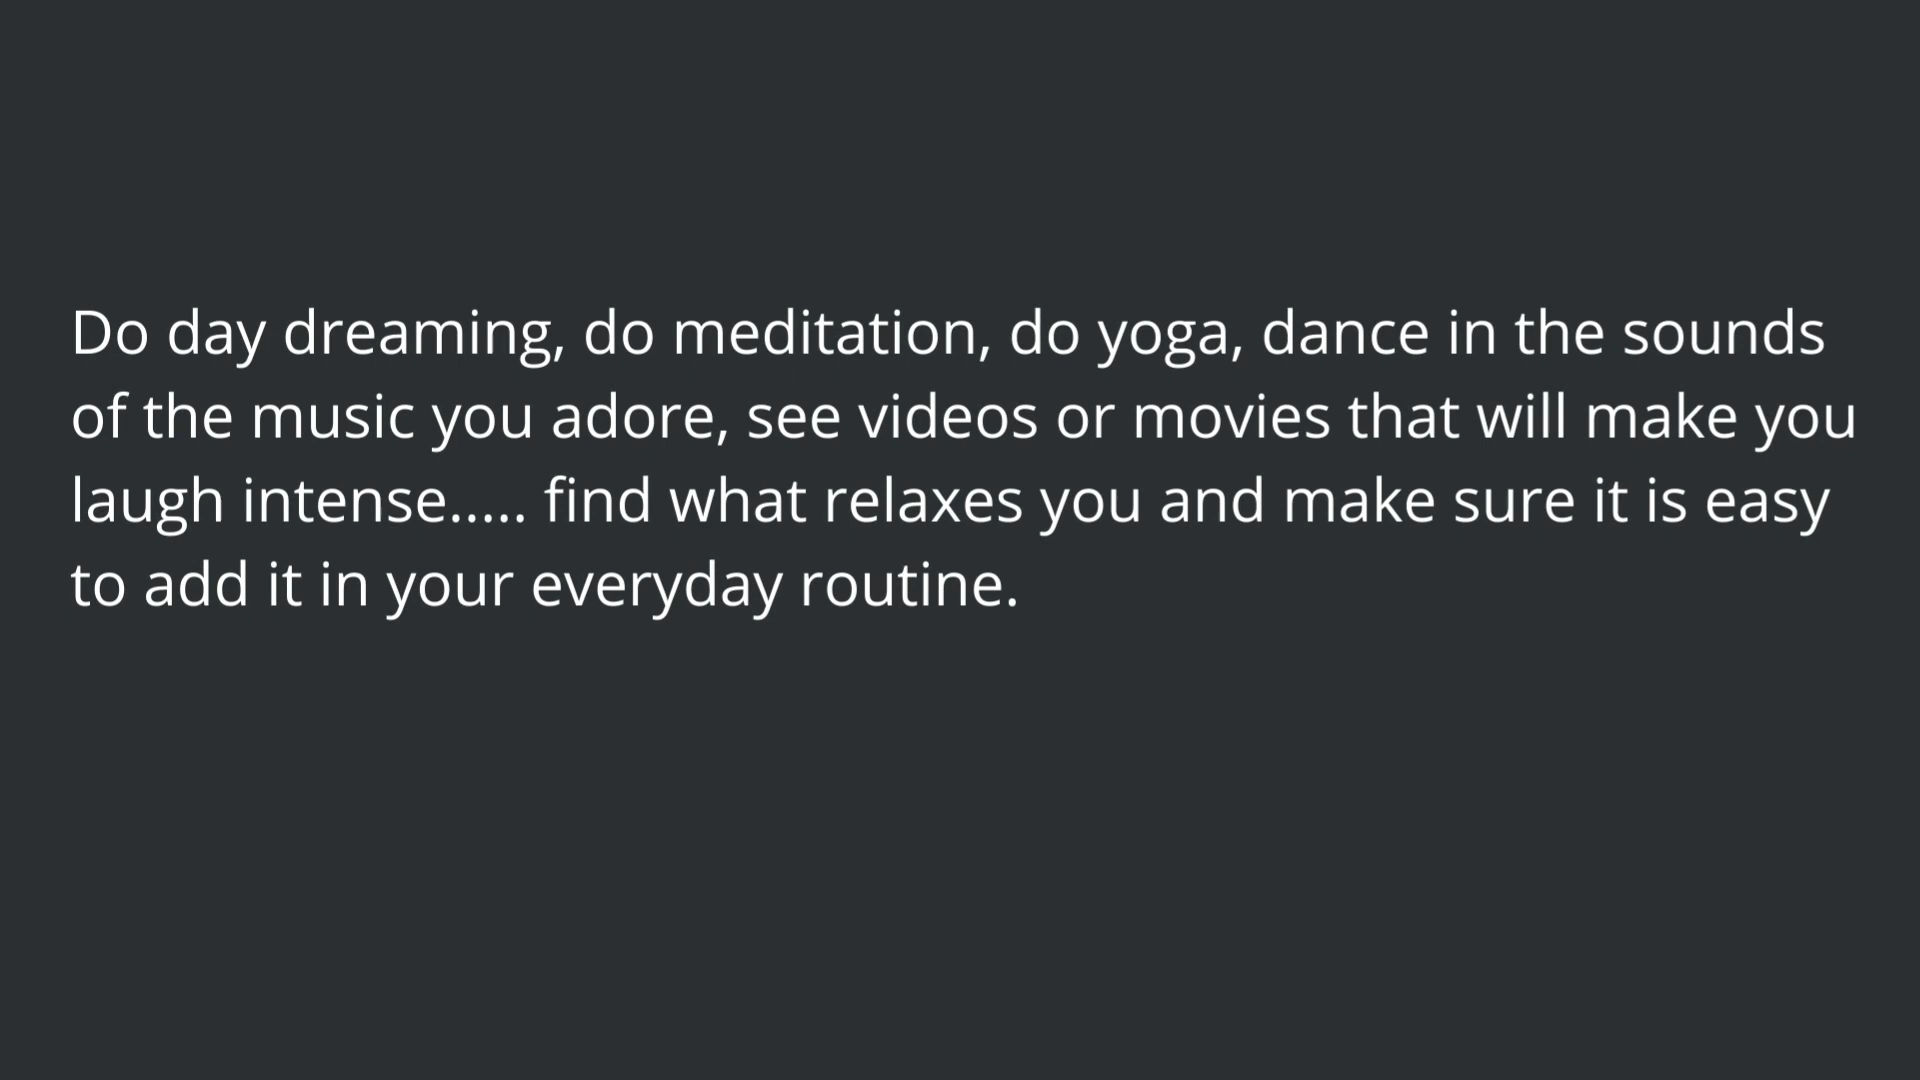 Do day dreaming, do meditation, do yoga, dance in the sounds
of the music you adore, see videos or movies that will make you
laugh intense..... find what relaxes you and make sure it is easy
to add it in your everyday routine.